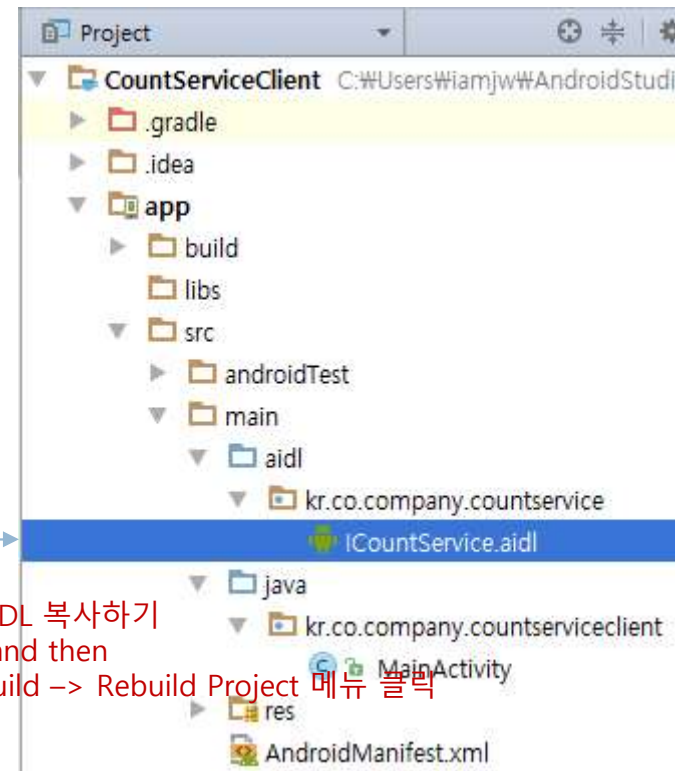 Project
CountServiceClient C:₩Users₩iamjw₩AndroidStudi
.gradle
.idea
app
build
libs
src
androidTest
main
aidl
kr.co.company.countservice
ICountService.aidl
java
DL 복사하기
kr.co.company.countserviceclient
and then
MainActivity
uild –> Rebuild Project 메뉴 클릭
res
AndroidManifest.xml